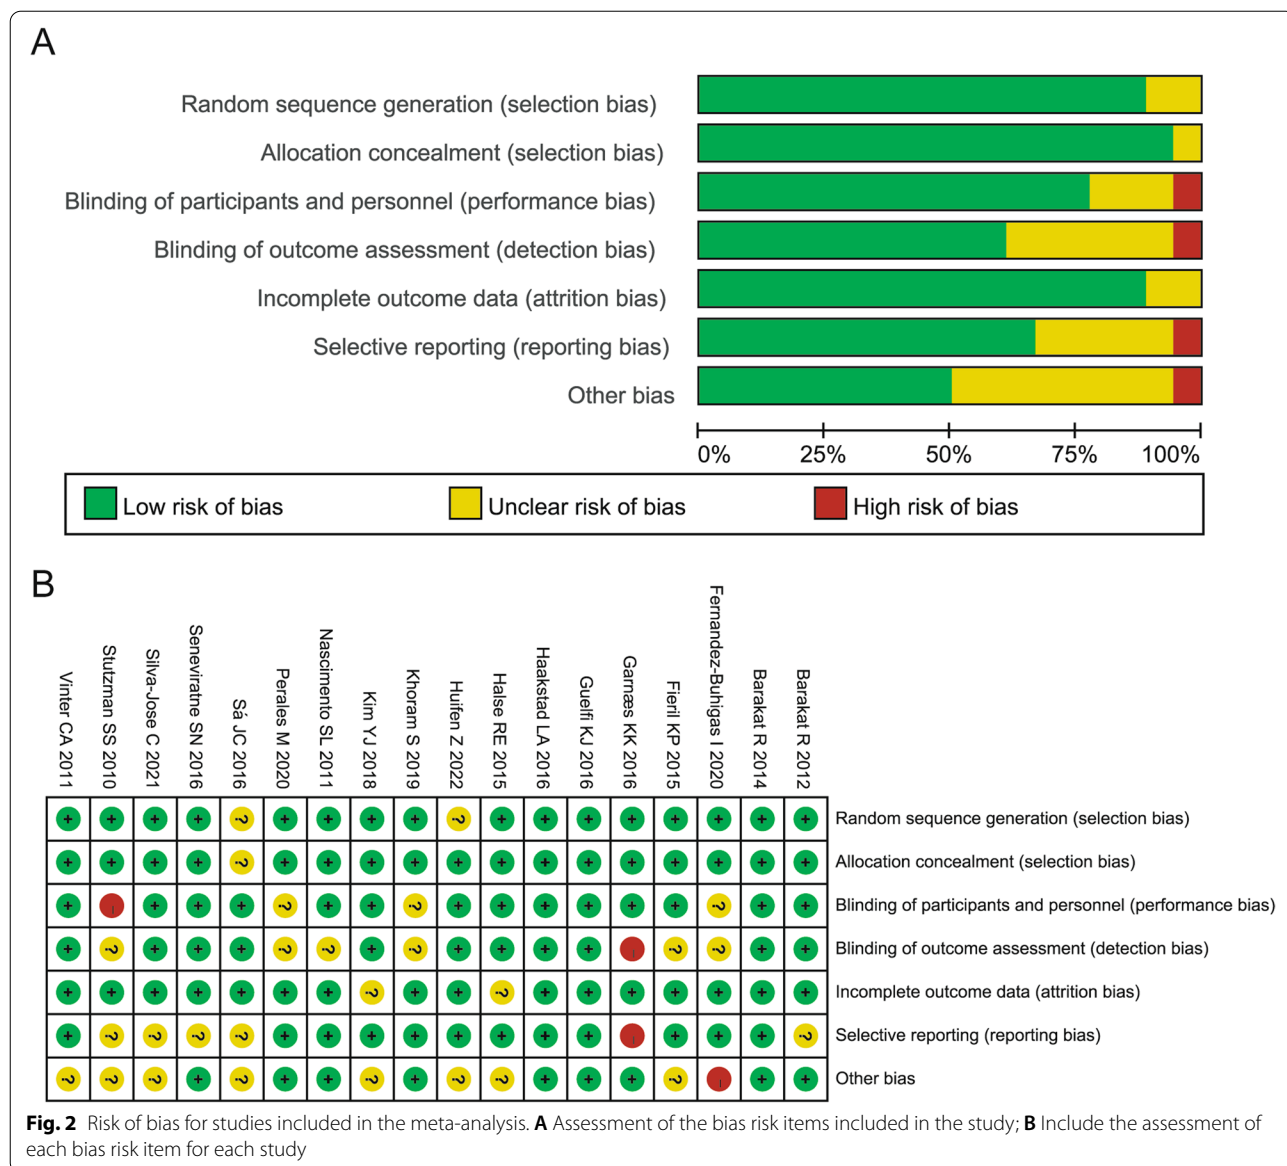 A
Random sequence generation (selection bias)
Allocation concealment (selection bias)
Blinding of participants and personnel (performance bias)
Blinding of outcome assessment (detection bias)
Incomplete outcome data (attrition bias)
Selective reporting (reporting bias)
Other bias
0% 25% 50% 75% 100%
Low risk of bias Unclear risk of bias High risk of bias
B
Vinter CA 2011
Stutzman SS 2010
Silva-Jose C 2021
Seneviratne SN 2016
Sá JC 2016
Perales M 2020
Nascimento SL 2011
Kim YJ 2018
Khoram S 2019
Huifen Z 2022
Halse RE 2015
Haakstad LA 2016
Guelfi KJ 2016
Garnæs KK 2016
Fieril KP 2015
Fernandez-Buhigas I 2020
Barakat R 2014
Barakat R 2012
+ + + + ? + + + + ? + + + + + + + + Random sequence generation (selection bias)
+ + + + ? + + + + + + + + + + + + + Allocation concealment (selection bias)
+ - + + + ? + + ? + + + + + + ? + + Blinding of participants and personnel (performance bias)
+ ? + + + ? ? + ? + + + + - ? ? + + Blinding of outcome assessment (detection bias)
+ + + + + + + ? + + ? + + + + + + + Incomplete outcome data (attrition bias)
+ ? ? ? ? + + + + + + + + - + + + ? Selective reporting (reporting bias)
? ? ? + ? + + ? + ? ? + + + ? - + + Other bias
Fig. 2 Risk of bias for studies included in the meta-analysis. A Assessment of the bias risk items included in the study; B Include the assessment of
each bias risk item for each study